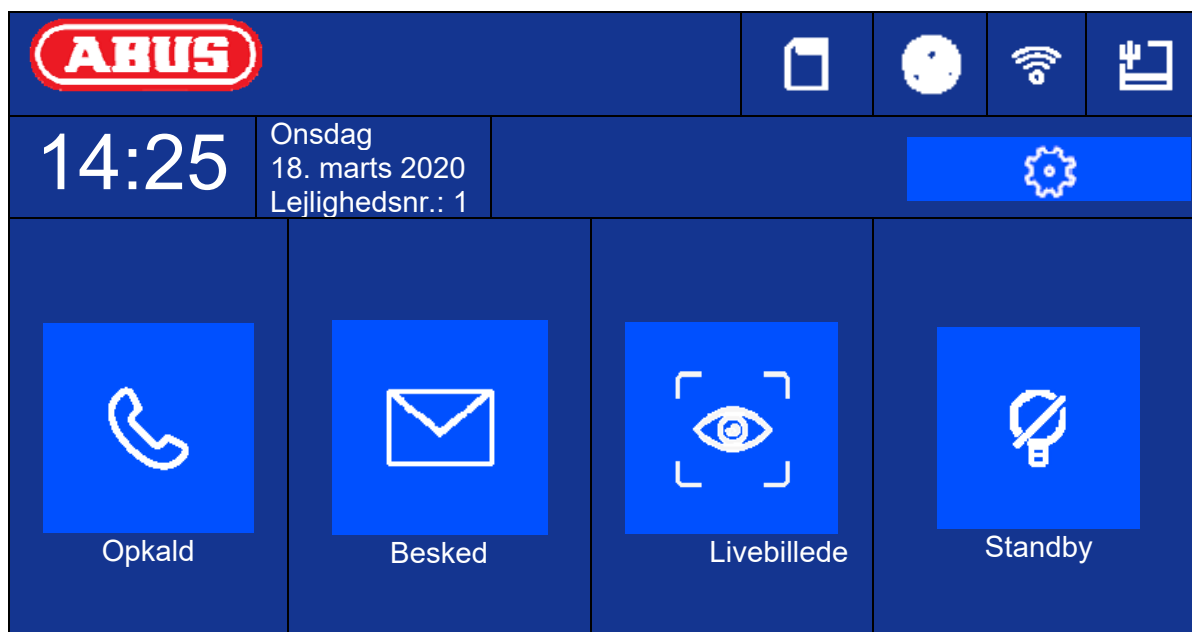 ABUS
14:25
Onsdag
18. marts 2020
Lejlighedsnr.: 1
Opkald
Besked
Livebillede
Standby